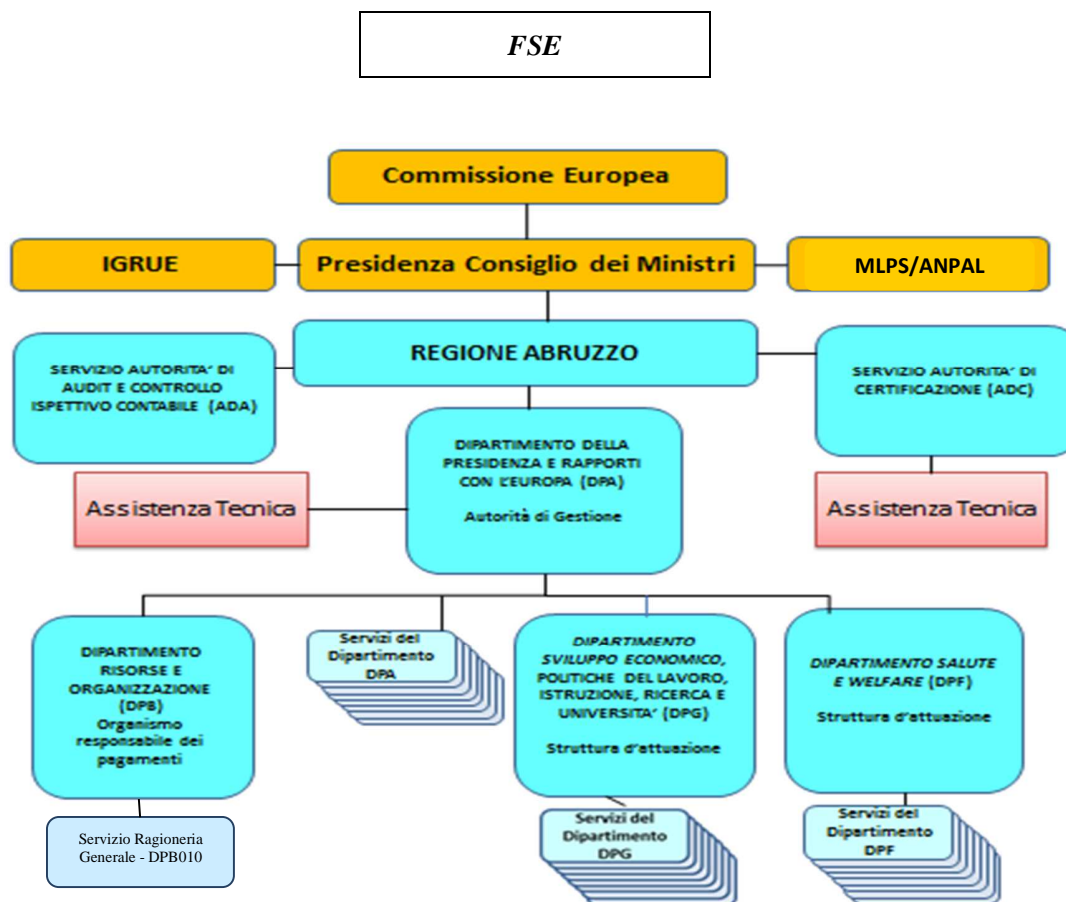 FSE
Commissione Europea
IGRUE
Presidenza Consiglio dei Ministri
MLPS/ANPAL
REGIONE ABRUZZO
SERVIZIO AUTORITA' DI
AUDIT E CONTROLLO
ISPETTIVO CONTABILE (ADA)
SERVIZIO AUTORITA' DI
CERTIFICAZIONE (ADC)
DIPARTIMENTO DELLA
PRESIDENZA E RAPPORTI
CON L'EUROPA (DPA)
Autorità di Gestione
Assistenza Tecnica
Assistenza Tecnica
DIPARTIMENTO
RISORSE E
ORGANIZZAZIONE
(DPB)
Organismo
responsabile dei
pagamenti
Servizi del
Dipartimento
DPA
DIPARTIMENTO
SVILUPPO ECONOMICO,
POLITICHE DEL LAVORO,
ISTRUZIONE, RICERCA E
UNIVERSITA' (DPG)
Struttura d'attuazione
DIPARTIMENTO SALUTE
E WELFARE (DPF)
Struttura d'attuazione
Servizio Ragioneria
Generale - DPB010
Servizi del
Dipartimento
DPG
Servizi del
Dipartimento
DPF